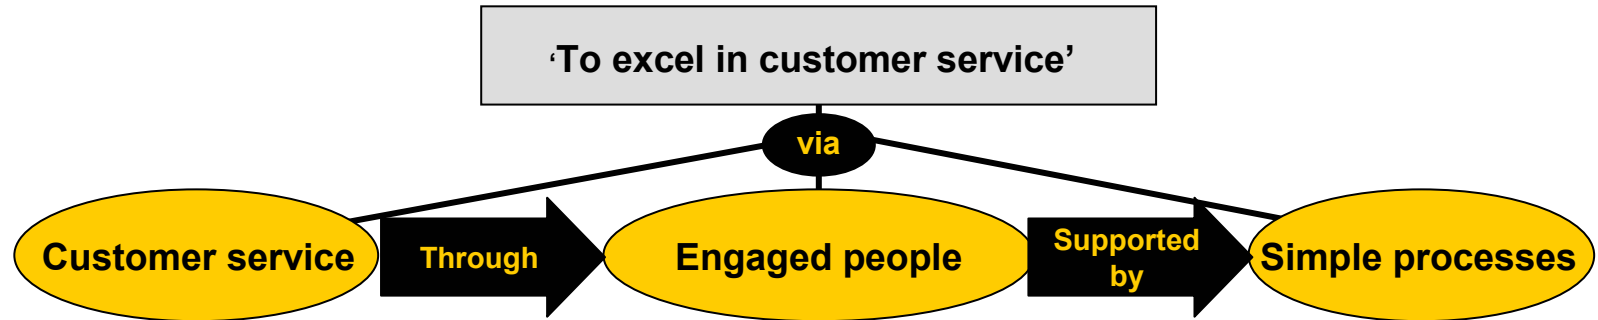 ‘To excel in customer service’
via
Customer service
Through
Engaged people
Supported
by
Simple processes